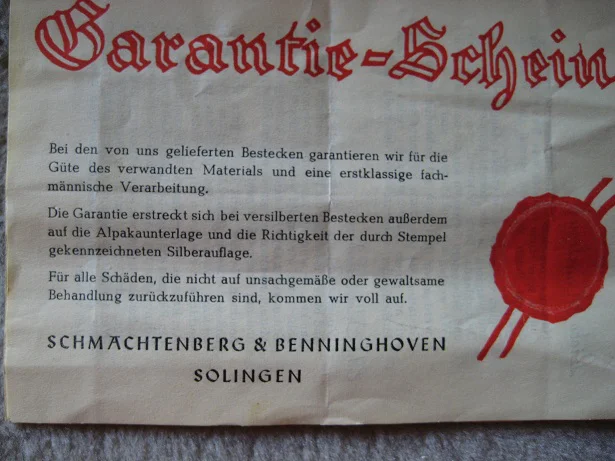 Garantie-Schein
Bei den von uns gelieferten Bestecken garantieren wir für die
Güte des verwandten Materials und eine erstklassige fach-
männische Verarbeitung.
Die Garantie erstreckt sich bei versilberten Bestecken außerdem
auf die Alpakaunterlage und die Richtigkeit der durch Stempel
gekennzeichneten Silberauflage.
Für alle Schäden, die nicht auf unsachgemäße oder gewaltsame
Behandlung zurückzuführen sind, kommen wir voll auf.
SCHMACHTENBERG & BENNINGHOVEN
SOLINGEN